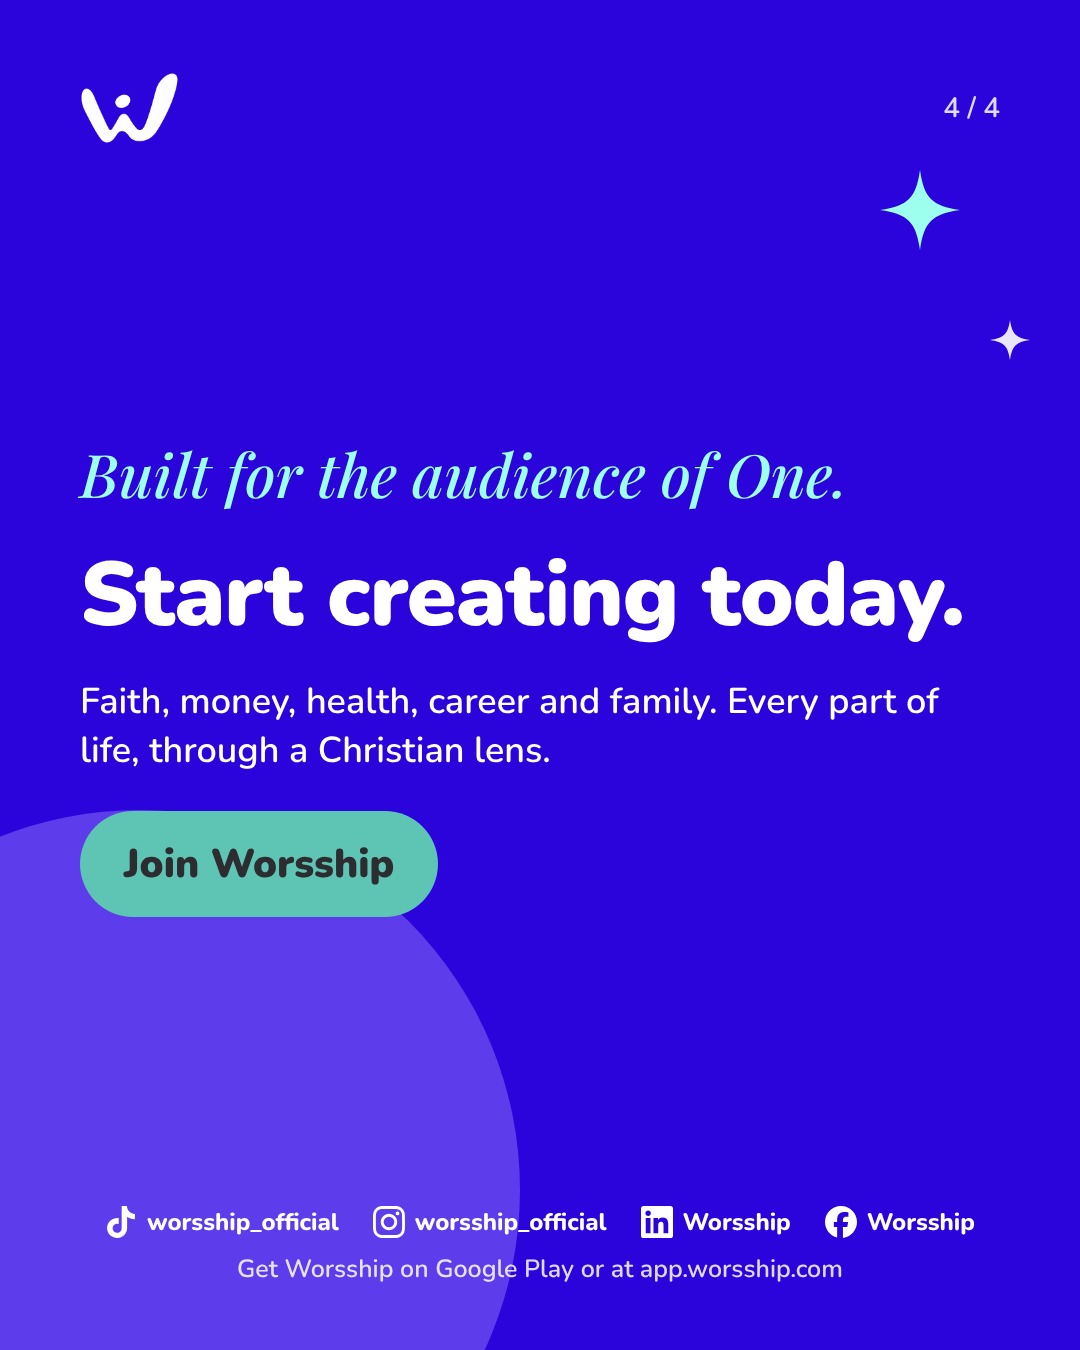 4 / 4
Built for the audience of One.
Start creating today.
Faith, money, health, career and family. Every part of
life, through a Christian lens.
Join Worsship
worsship_official worsship_official Worsship Worsship
Get Worsship on Google Play or at app.worsship.com